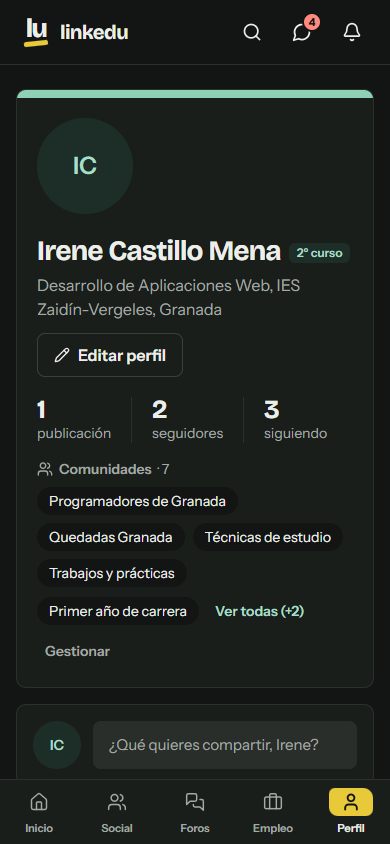 lu linkedu
4
IC
Irene Castillo Mena 2º curso
Desarrollo de Aplicaciones Web, IES
Zaidín-Vergeles, Granada
Editar perfil
1 2 3
publicación seguidores siguiendo
Comunidades · 7
Programadores de Granada
Quedadas Granada Técnicas de estudio
Trabajos y prácticas
Primer año de carrera Ver todas (+2)
Gestionar
IC ¿Qué quieres compartir, Irene?
Inicio Social Foros Empleo Perfil